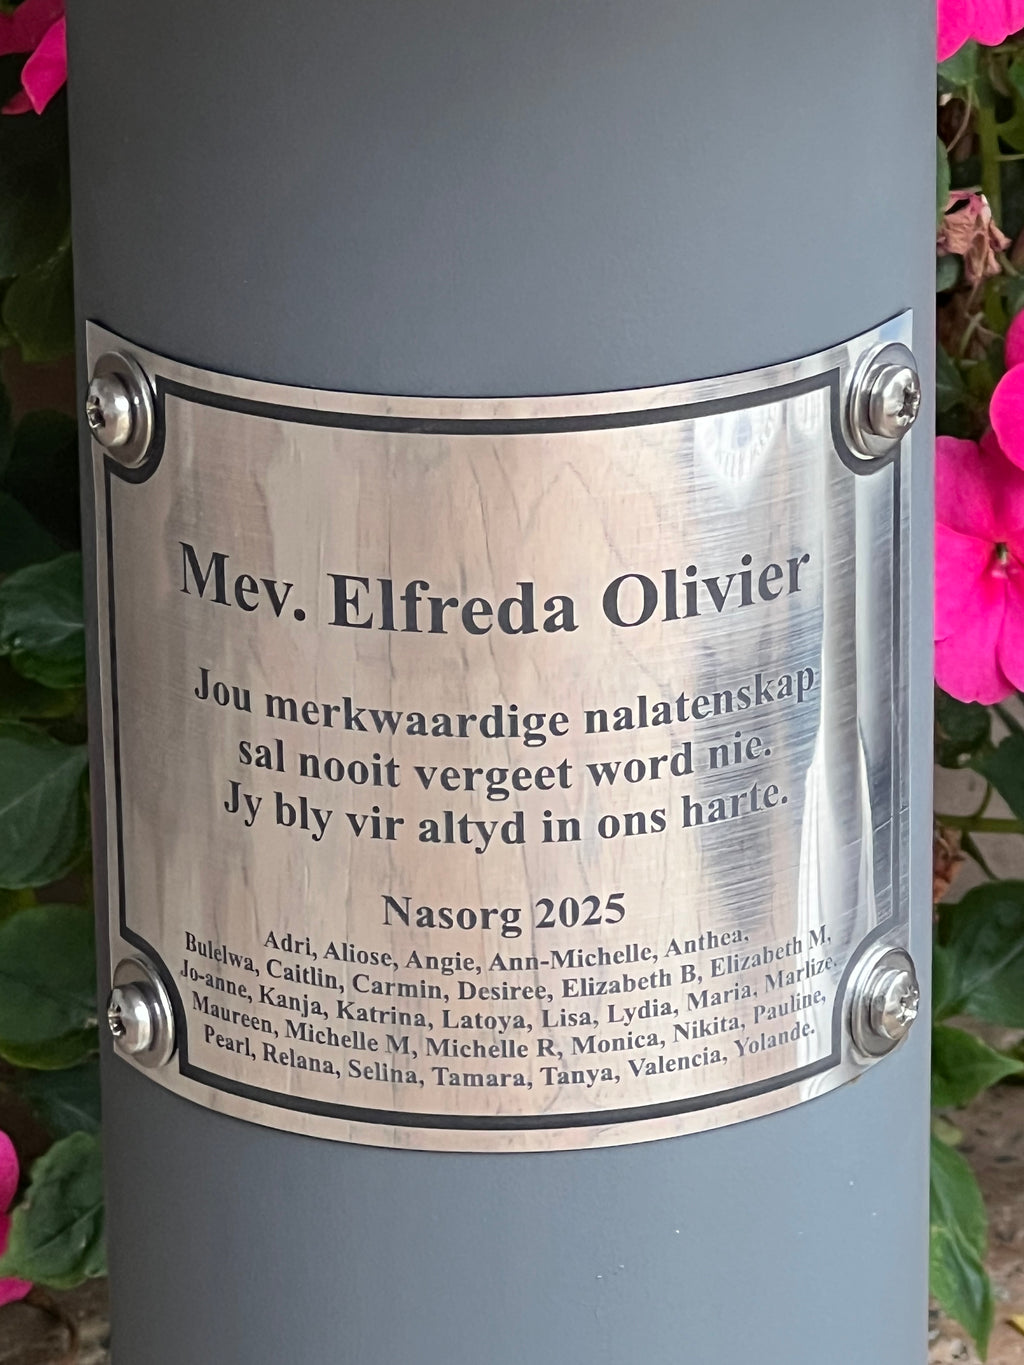 Mev. Elfreda Olivier
Jou merkwaardige nalatenskap
sal nooit vergeet word nie.
Jy bly vir altyd in ons harte.
Nasorg 2025
Adri, Aliose, Angie, Ann-Michelle, Anthea,
Bulelwa, Caitlin, Carmin, Desiree, Elizabeth B, Elizabeth M,
Jo-anne, Kanja, Katrina, Latoya, Lisa, Lydia, Maria, Marlize,
Maureen, Michelle M, Michelle R, Monica, Nikita, Pauline,
Pearl, Relana, Selina, Tamara, Tanya, Valencia, Yolande.